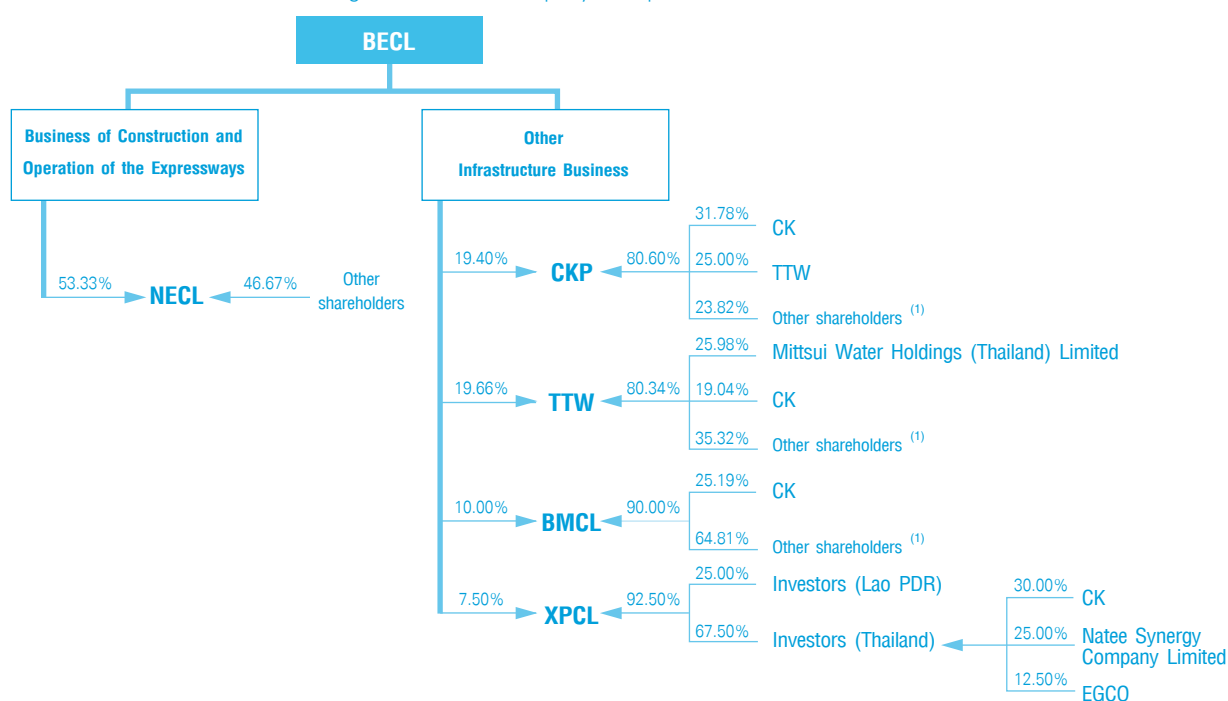 BECL
Business of Construction and
Operation of the Expressways
Other
Infrastructure Business
53.33%
NECL
46.67%
Other
shareholders
19.40%
CKP
80.60%
31.78%
CK
25.00%
TTW
23.82%
Other shareholders (1)
19.66%
TTW
80.34%
25.98%
Mittsui Water Holdings (Thailand) Limited
19.04%
CK
35.32%
Other shareholders (1)
10.00%
BMCL
90.00%
25.19%
CK
64.81%
Other shareholders (1)
7.50%
XPCL
92.50%
25.00%
Investors (Lao PDR)
67.50%
Investors (Thailand)
30.00%
CK
25.00%
Natee Synergy
Company Limited
12.50%
EGCO